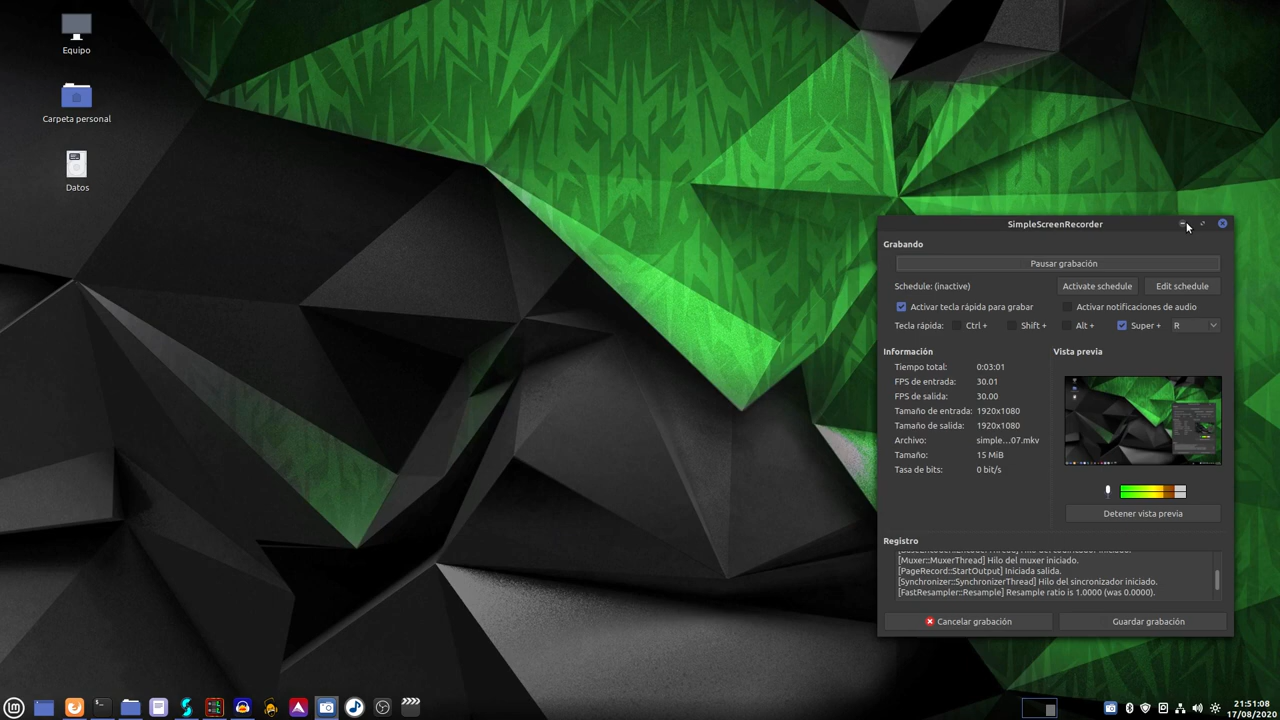 Equipo
Carpeta personal
Datos
SimpleScreenRecorder
Grabando
Pausar grabación
Schedule: (inactive)
Activate schedule
Edit schedule
Activar tecla rápida para grabar
Activar notificaciones de audio
Tecla rápida:
Ctrl +
Shift +
Alt +
Super +
R
Información
Tiempo total: 0:03:01
FPS de entrada: 30.01
FPS de salida: 30.00
Tamaño de entrada: 1920x1080
Tamaño de salida: 1920x1080
Archivo: simple...07.mkv
Tamaño: 15 MiB
Tasa de bits: 0 bit/s
Vista previa
Detener vista previa
Registro
[Muxer::MuxerThread] Hilo del muxer iniciado.
[PageRecord::StartOutput] Iniciada salida.
[Synchronizer::SynchronizerThread] Hilo del sincronizador iniciado.
[FastResampler::Resample] Resample ratio is 1.0000 (was 0.0000).
Cancelar grabación
Guardar grabación
21:51:08
17/08/2020